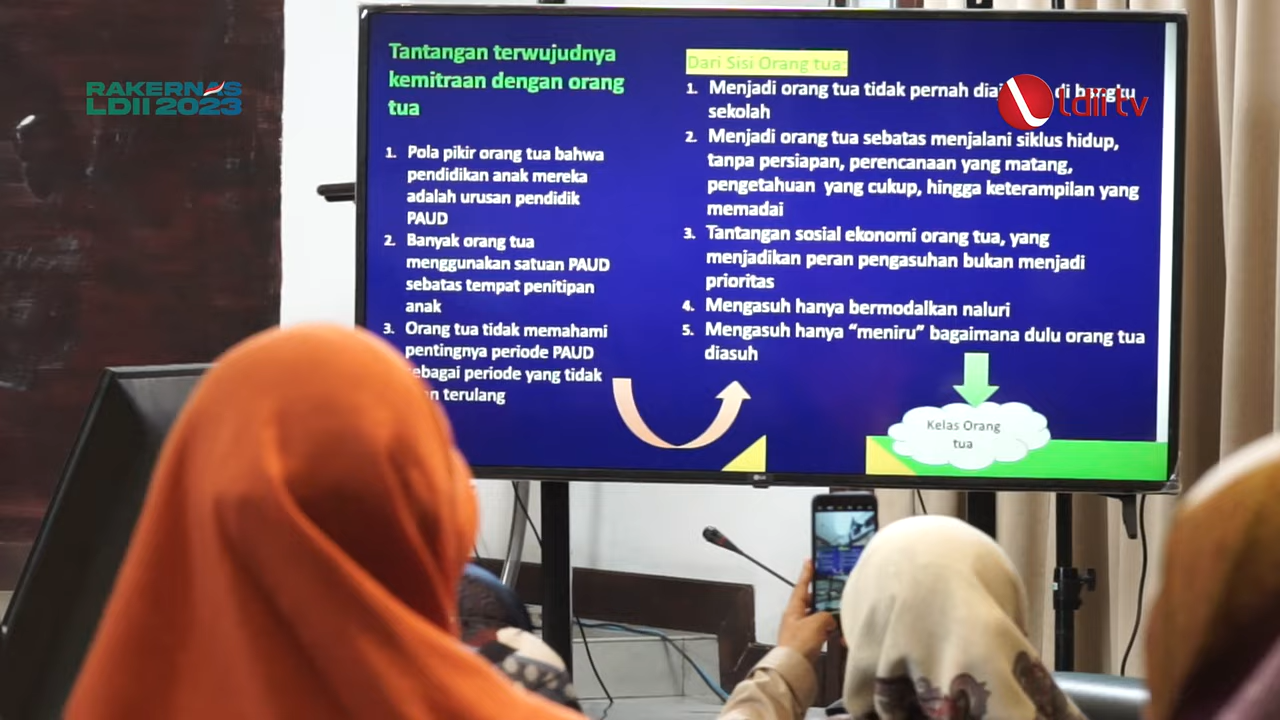 RAKERNAS
LDII 2023
Tantangan terwujudnya
kemitraan dengan orang
tua
1. Pola pikir orang tua bahwa
pendidikan anak mereka
adalah urusan pendidik
PAUD
2. Banyak orang tua
menggunakan satuan PAUD
sebatas tempat penitipan
anak
3. Orang tua tidak memahami
pentingnya periode PAUD
sebagai periode yang tidak
terulang
Dari Sisi Orang tua:
1. Menjadi orang tua tidak pernah di bangku
sekolah
2. Menjadi orang tua sebatas menjalani siklus hidup,
tanpa persiapan, perencanaan yang matang,
pengetahuan yang cukup, hingga keterampilan yang
memadai
3. Tantangan sosial ekonomi orang tua, yang
menjadikan peran pengasuhan bukan menjadi
prioritas
4. Mengasuh hanya bermodalkan naluri
5. Mengasuh hanya “meniru” bagaimana dulu orang tua
diasuh
Kelas Orang
tua
ldii tv
LG